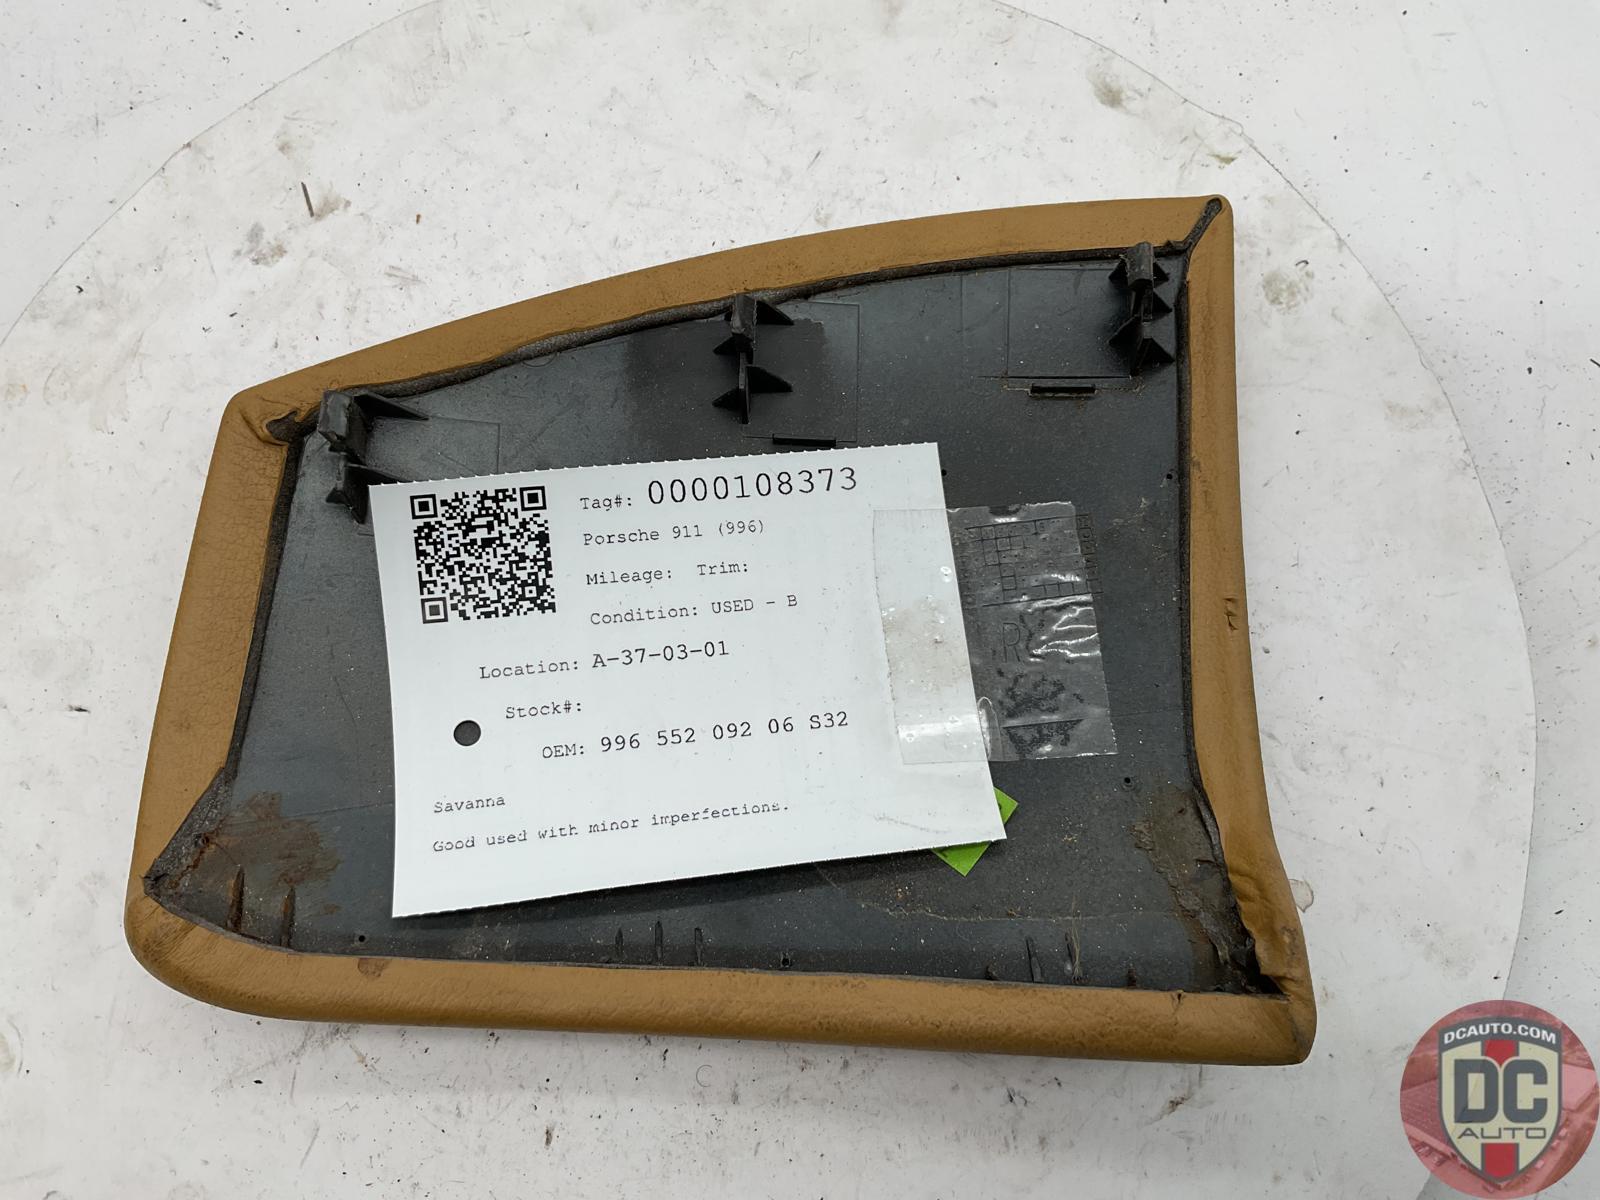 Tag#: 0000108373
Porsche 911 (996)
Mileage: Trim:
Condition: USED - B
Location: A-37-03-01
Stock#:
OEM: 996 552 092 06 S32
Savanna
Good used with minor imperfections.
R
DCAUTO.COM
DC
AUTO